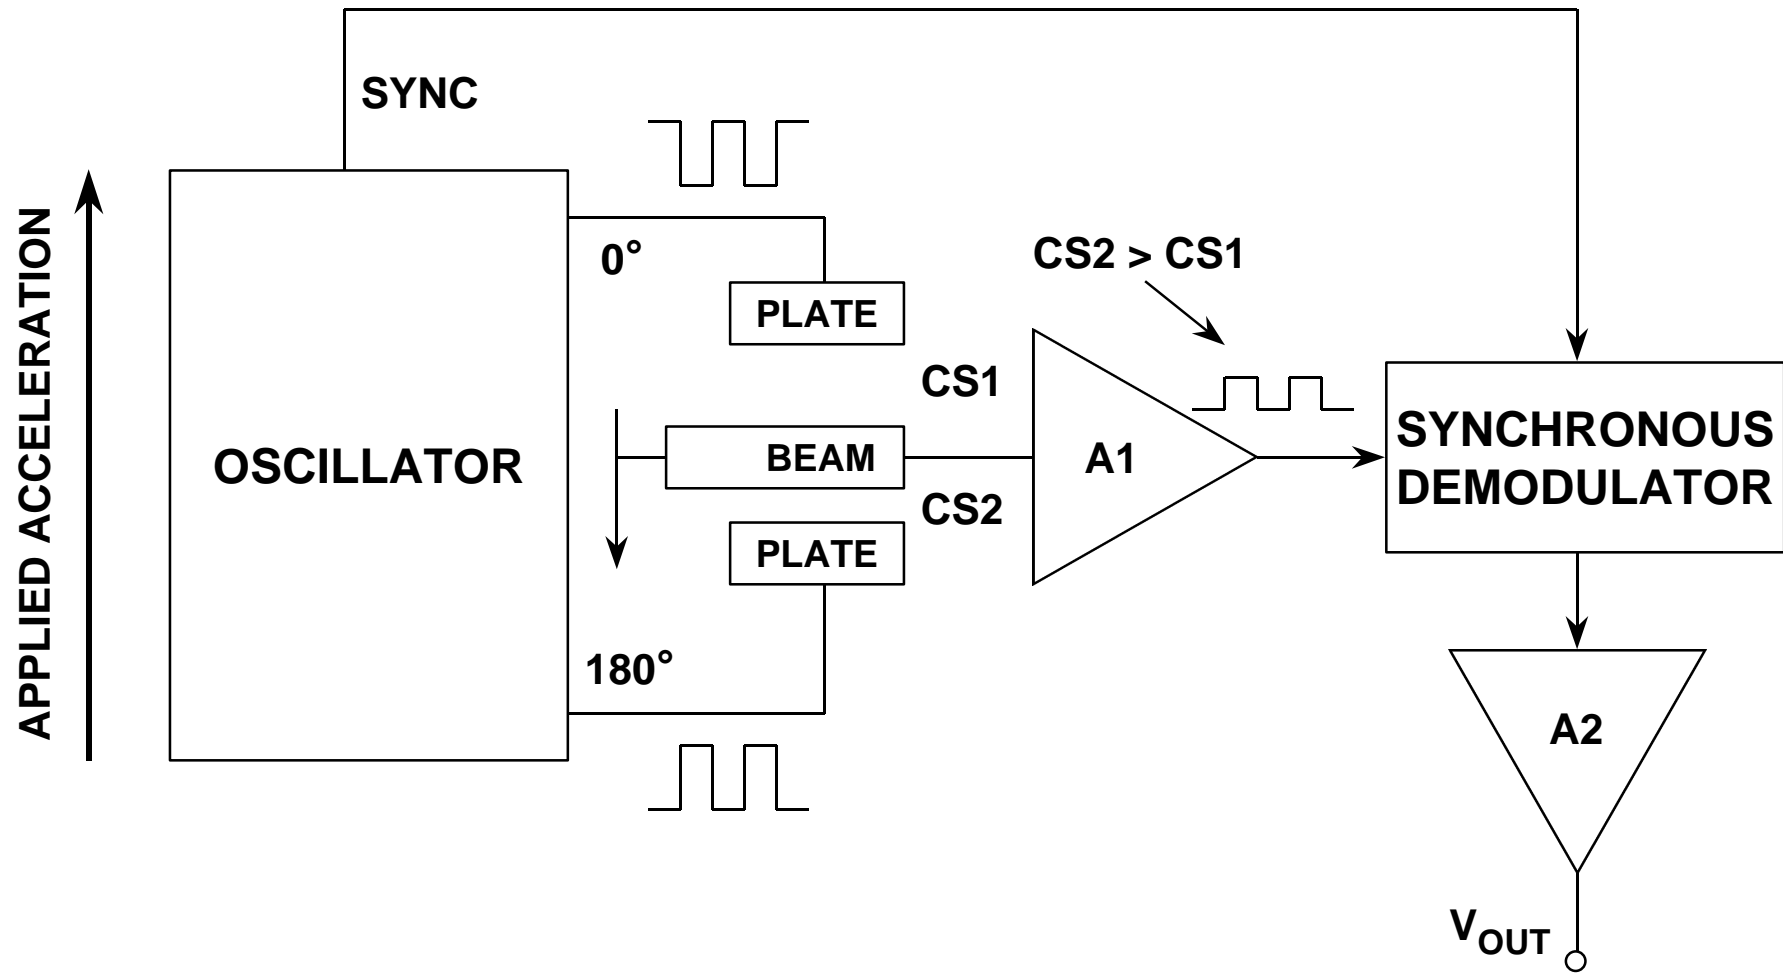 SYNC
APPLIED ACCELERATION
0°
CS2 > CS1
PLATE
CS1
OSCILLATOR
BEAM
A1
SYNCHRONOUS
DEMODULATOR
CS2
PLATE
180°
A2
VOUT